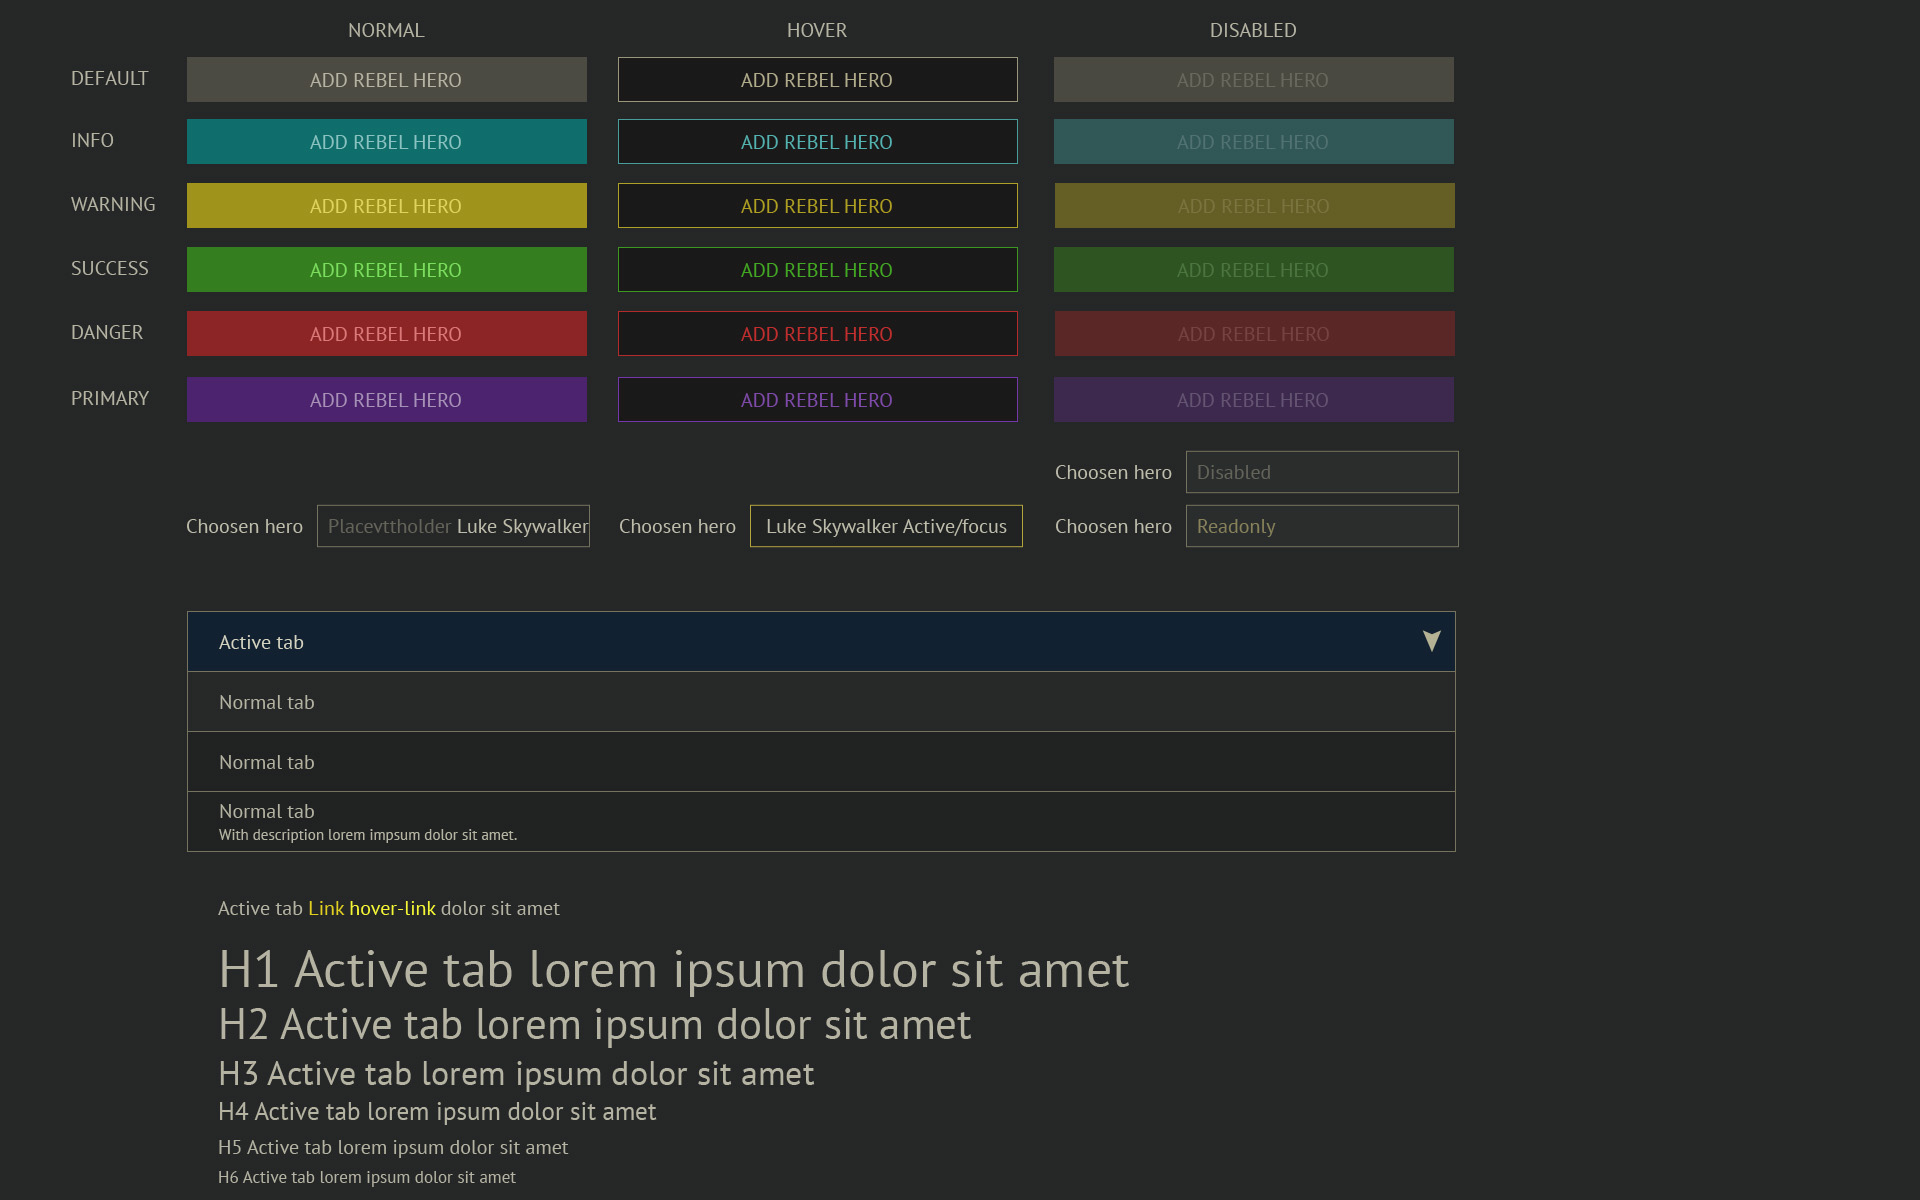 NORMAL HOVER DISABLED
DEFAULT ADD REBEL HERO ADD REBEL HERO ADD REBEL HERO
INFO ADD REBEL HERO ADD REBEL HERO ADD REBEL HERO
WARNING ADD REBEL HERO ADD REBEL HERO ADD REBEL HERO
SUCCESS ADD REBEL HERO ADD REBEL HERO ADD REBEL HERO
DANGER ADD REBEL HERO ADD REBEL HERO ADD REBEL HERO
PRIMARY ADD REBEL HERO ADD REBEL HERO ADD REBEL HERO
Choosen hero Disabled
Choosen hero Placevttholder Luke Skywalker Choosen hero Luke Skywalker Active/focus Choosen hero Readonly
Active tab
Normal tab
Normal tab
Normal tab
With description lorem impsum dolor sit amet.
Active tab Link hover-link dolor sit amet
H1 Active tab lorem ipsum dolor sit amet
H2 Active tab lorem ipsum dolor sit amet
H3 Active tab lorem ipsum dolor sit amet
H4 Active tab lorem ipsum dolor sit amet
H5 Active tab lorem ipsum dolor sit amet
H6 Active tab lorem ipsum dolor sit amet